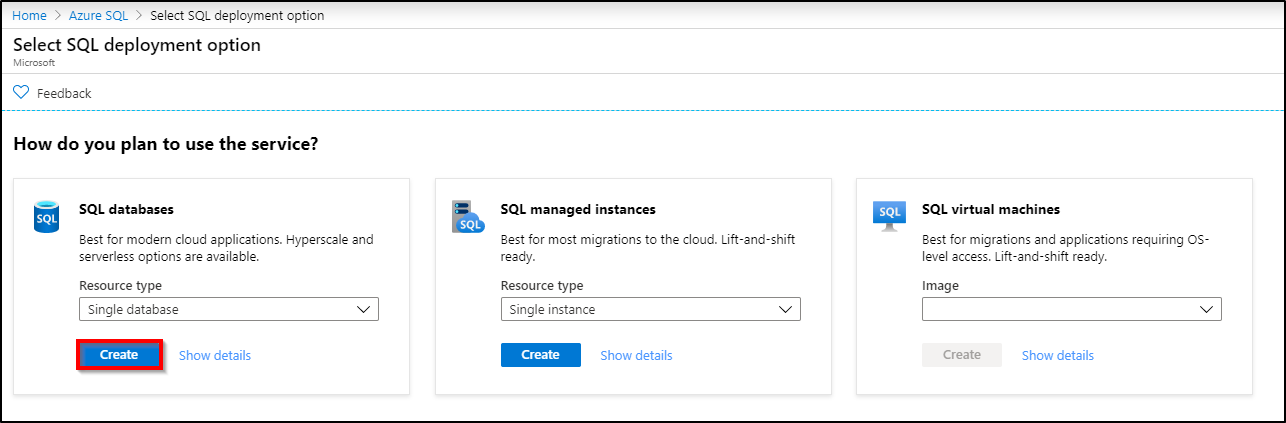 Home > Azure SQL > Select SQL deployment option
Select SQL deployment option
Microsoft
Feedback
How do you plan to use the service?
SQL
SQL databases
Best for modern cloud applications. Hyperscale and
serverless options are available.
Resource type
Single database
Create
Show details
SQL
SQL managed instances
Best for most migrations to the cloud. Lift-and-shift
ready.
Resource type
Single instance
Create
Show details
SQL
SQL virtual machines
Best for migrations and applications requiring OS-
level access. Lift-and-shift ready.
Image
Create
Show details